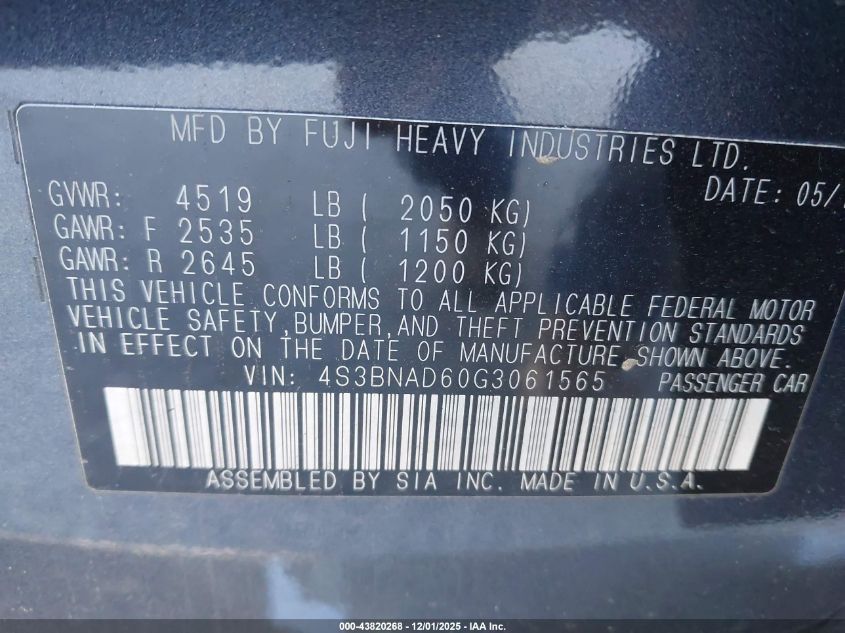 MFD BY FUJI HEAVY INDUSTRIES LTD.
DATE: 05/
GVWR: 4519 LB ( 2050 KG)
GAWR: F 2535 LB ( 1150 KG)
GAWR: R 2645 LB ( 1200 KG)
THIS VEHICLE CONFORMS TO ALL APPLICABLE FEDERAL MOTOR
VEHICLE SAFETY, BUMPER, AND THEFT PREVENTION STANDARDS
IN EFFECT ON THE DATE OF MANUFACTURE SHOWN ABOVE.
VIN: 4S3BNAD60G3061565 PASSENGER CAR
ASSEMBLED BY SIA INC. MADE IN U.S.A.
000-43820268 - 12/01/2025 - IAA Inc.